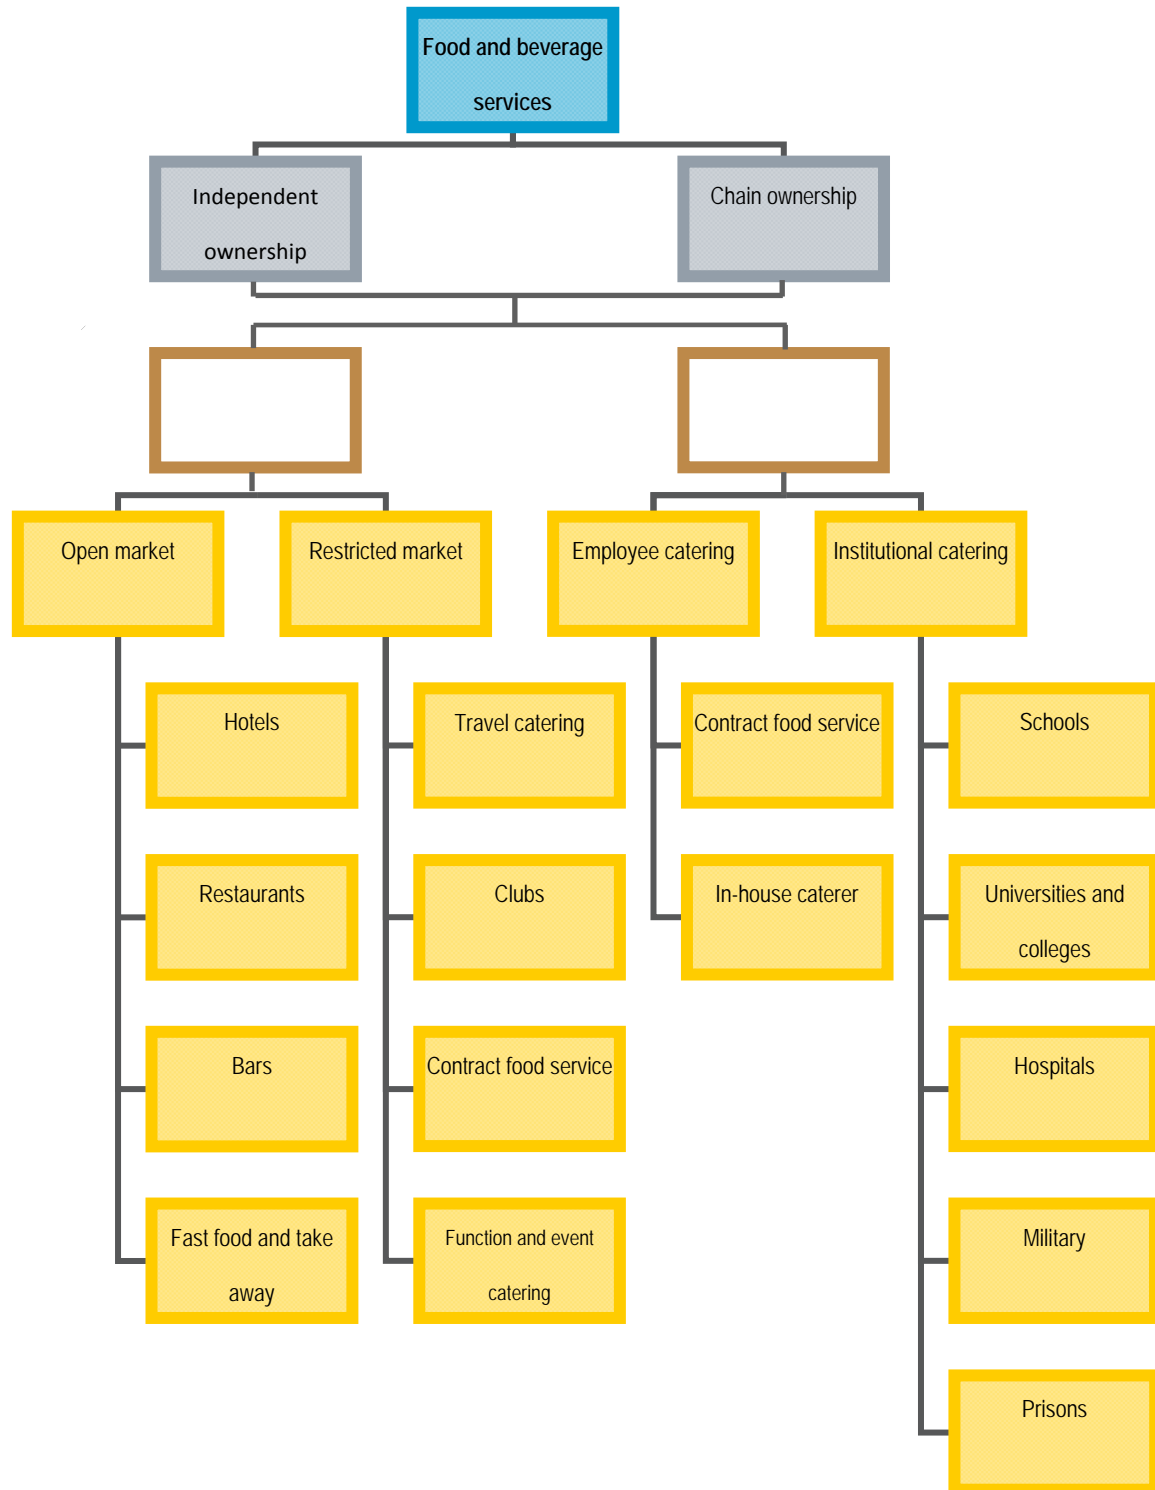 Food and beverage
services
Independent
ownership
Chain ownership
Open market
Restricted market
Employee catering
Institutional catering
Hotels
Travel catering
Contract food service
Schools
Restaurants
Clubs
In-house caterer
Universities and
colleges
Bars
Contract food service
Hospitals
Fast food and take
away
Function and event
catering
Military
Prisons